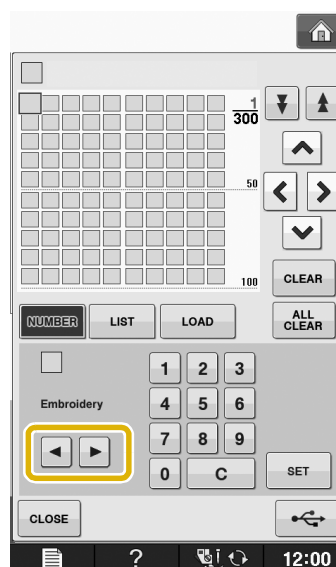 1
300
50
100
CLEAR
NUMBER LIST LOAD ALL
CLEAR
1 2 3
Embroidery 4 5 6
7 8 9
0 C SET
CLOSE
? 12:00